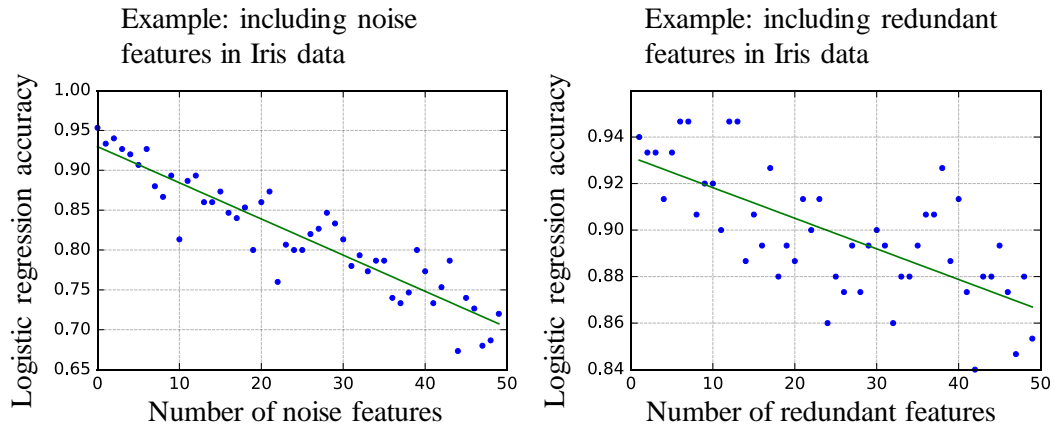 Example: including noise
features in Iris data
Logistic regression accuracy
1.00
0.95
0.90
0.85
0.80
0.75
0.70
0.65
0 10 20 30 40 50
Number of noise features
Example: including redundant
features in Iris data
Logistic regression accuracy
0.94
0.92
0.90
0.88
0.86
0.84
0 10 20 30 40 50
Number of redundant features